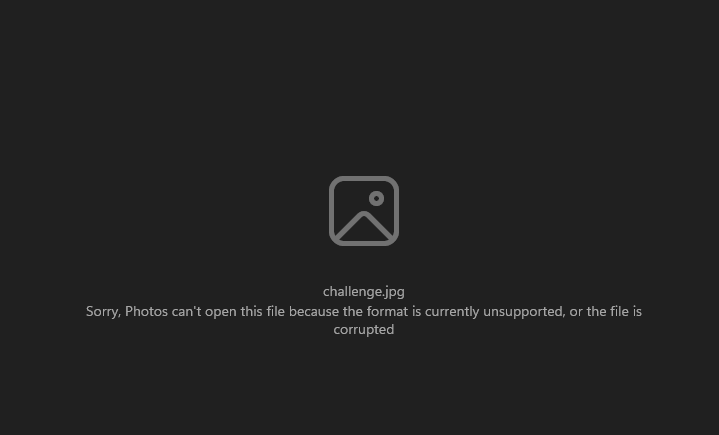 challenge.jpg
Sorry, Photos can't open this file because the format is currently unsupported, or the file is
corrupted